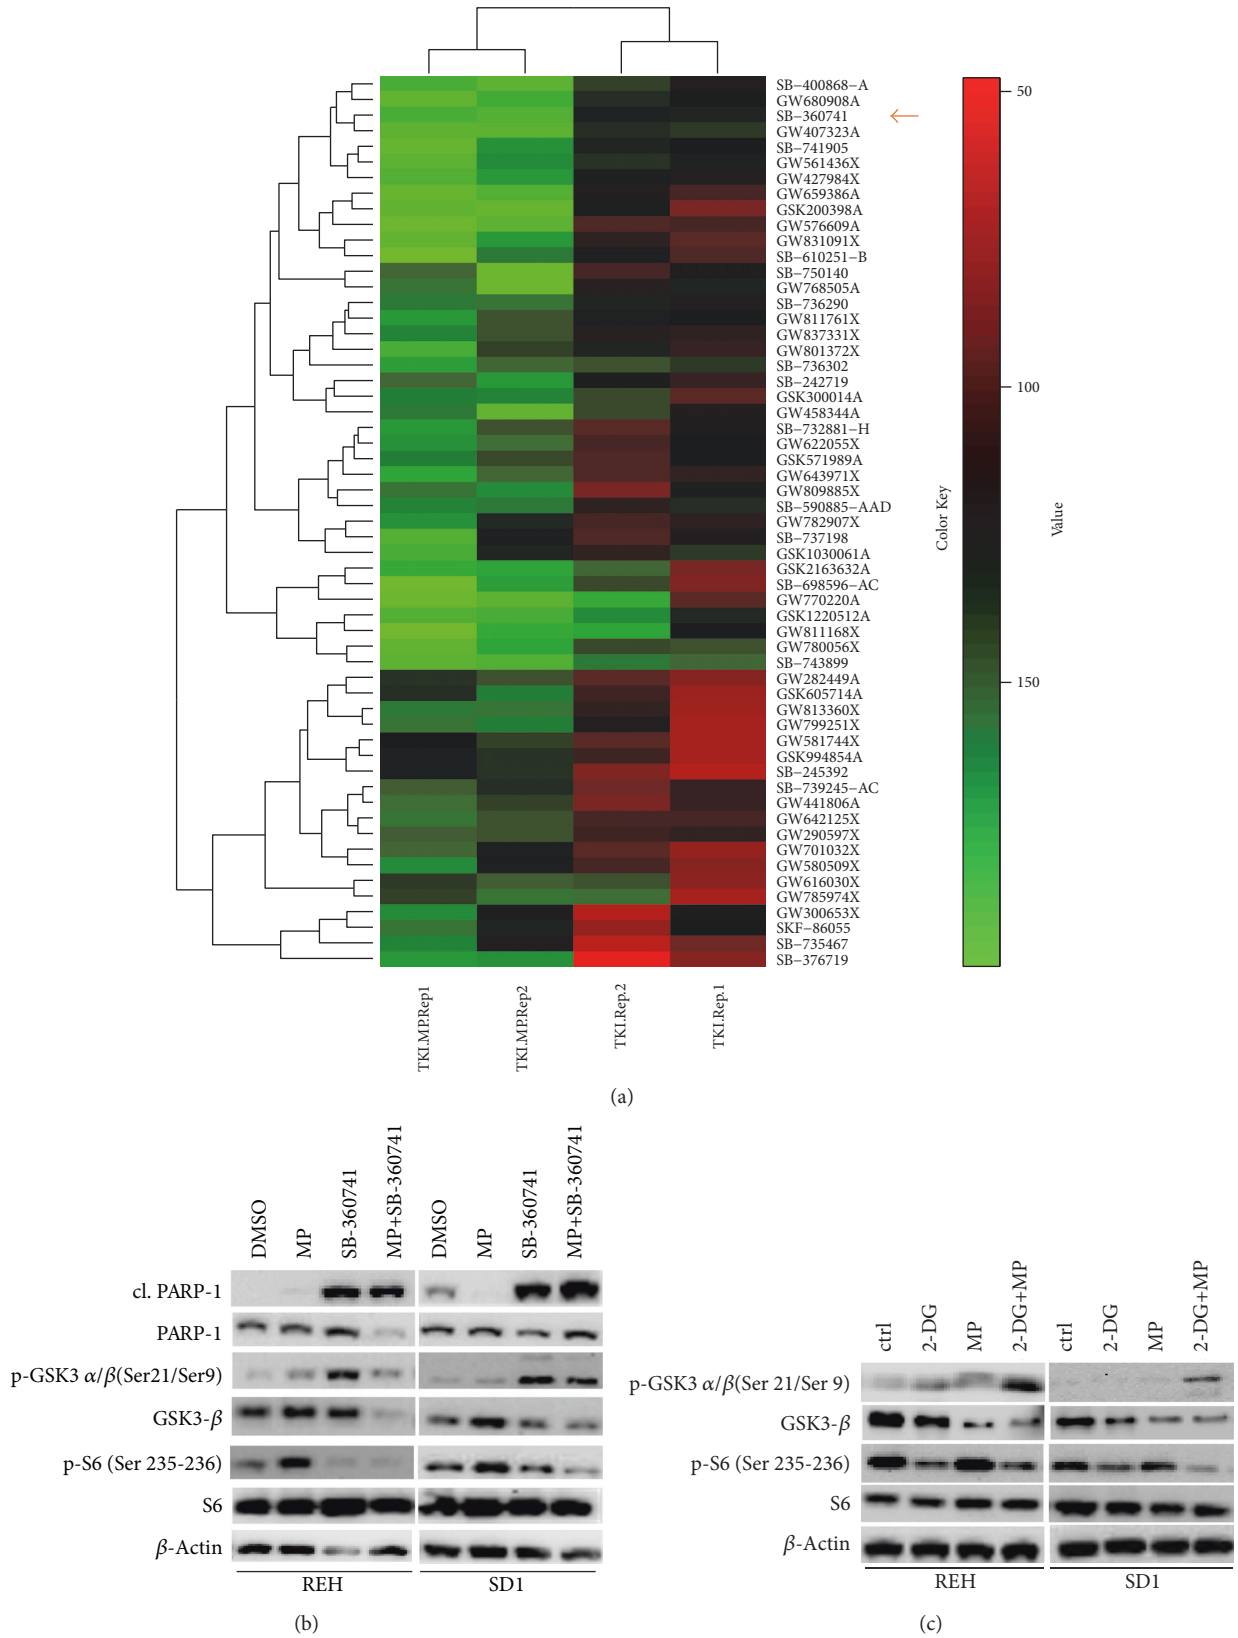 SB−400868−A
GW680908A
SB−360741
GW407323A
SB−741905
GW561436X
GW427984X
GW659386A
GSK200398A
GW576609A
GW831091X
SB−610251−B
SB−750140
GW768505A
SB−736290
GW811761X
GW837331X
GW801372X
SB−736302
SB−242719
GSK300014A
GW458344A
SB−732881−H
GW622055X
GSK571989A
GW643971X
GW809885X
SB−590885−AAD
GW782907X
SB−737198
GSK1030061A
GSK2163632A
SB−698596−AC
GW770220A
GSK1220512A
GW811168X
GW780056X
SB−743899
GW282449A
GSK605714A
GW813360X
GW799251X
GW581744X
GSK994854A
SB−245392
SB−739245−AC
GW441806A
GW642125X
GW290597X
GW701032X
GW580509X
GW616030X
GW785974X
GW300653X
SKF−86055
SB−735467
SB−376719
Color Key
50
100
150
Value
TKI.MP.Rep1
TKI.MP.Rep2
TKI.Rep.2
TKI.Rep.1
(a)
DMSO
MP
SB-360741
MP+SB-360741
DMSO
MP
SB-360741
MP+SB-360741
cl. PARP-1
PARP-1
p-GSK3 α/β(Ser21/Ser9)
GSK3-β
p-S6 (Ser 235-236)
S6
β-Actin
REH
SD1
(b)
ctrl
2-DG
MP
2-DG+MP
ctrl
2-DG
MP
2-DG+MP
p-GSK3 α/β(Ser 21/Ser 9)
GSK3-β
p-S6 (Ser 235-236)
S6
β-Actin
REH
SD1
(c)